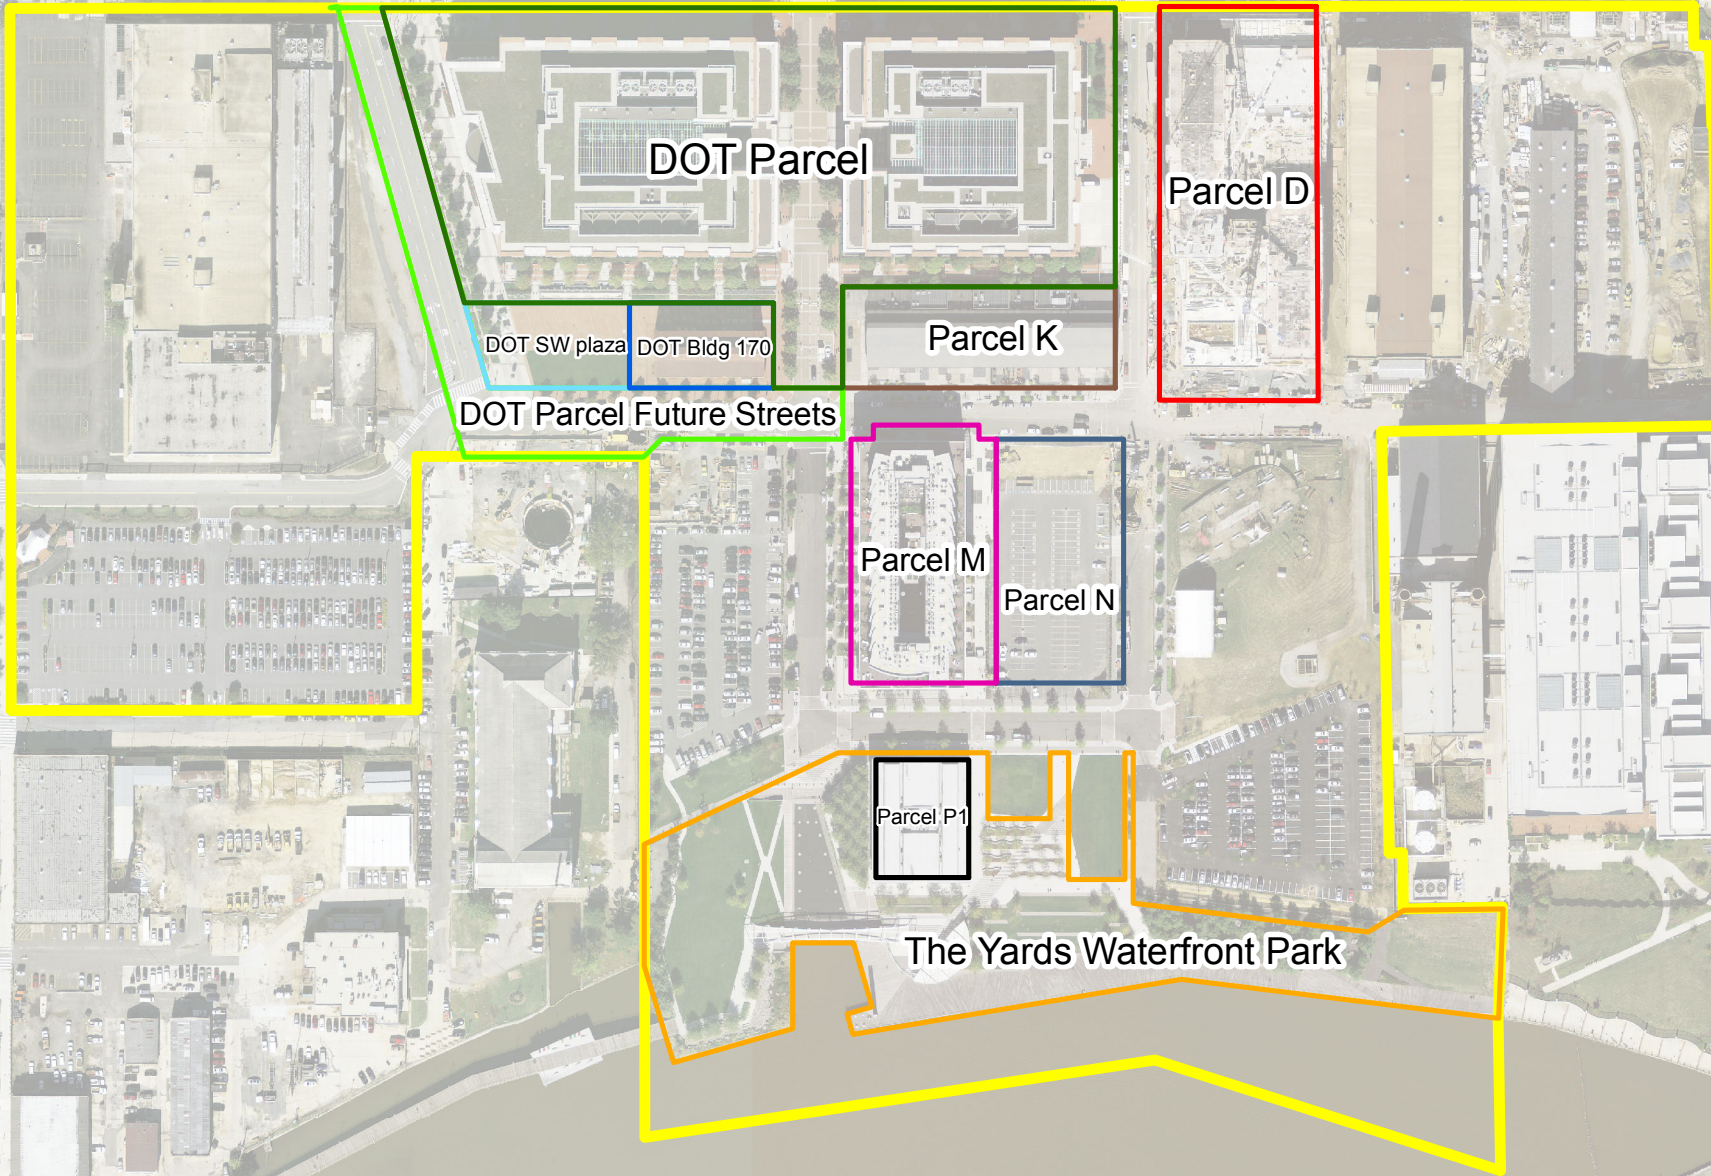 DOT Parcel
Parcel D
DOT SW plaza
DOT Bldg 170
Parcel K
DOT Parcel Future Streets
Parcel M
Parcel N
Parcel P1
The Yards Waterfront Park